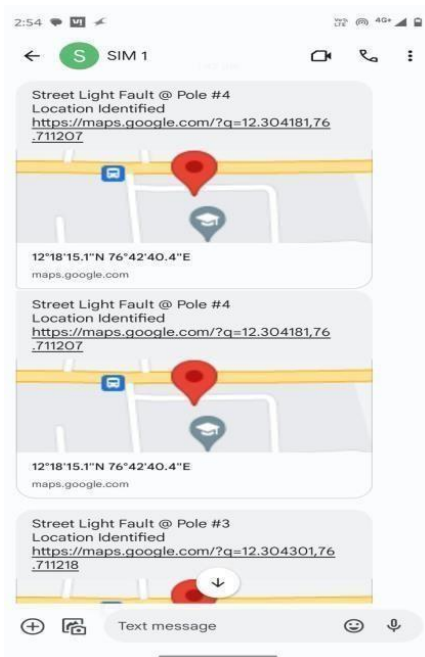 2:54
4G+
S SIM 1
Street Light Fault @ Pole #4
Location Identified
https://maps.google.com/?q=12.304181,76
.711207
12°18'15.1"N 76°42'40.4"E
maps.google.com
Street Light Fault @ Pole #4
Location Identified
https://maps.google.com/?q=12.304181,76
.711207
12°18'15.1"N 76°42'40.4"E
maps.google.com
Street Light Fault @ Pole #3
Location Identified
https://maps.google.com/?q=12.304301,76
.711218
Text message